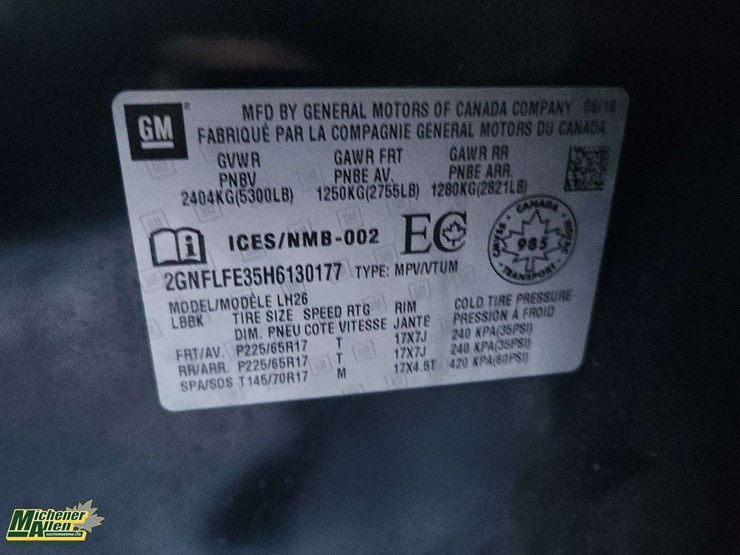 GM
MFD BY GENERAL MOTORS OF CANADA COMPANY 06/16
FABRIQUÉ PAR LA COMPAGNIE GENERAL MOTORS DU CANADA
GVWR GAWR FRT GAWR RR
PNBV PNBE AV. PNBE ARR.
2404KG(5300LB) 1250KG(2755LB) 1280KG(2821LB)
ICES/NMB-002 EC
CANADA
985
TRANSPORT
2GNFLFE35H6130177 TYPE: MPV/VTUM
MODEL/MODÈLE LH26
LBBK TIRE SIZE SPEED RTG RIM COLD TIRE PRESSURE
DIM. PNEU COTE VITESSE JANTE PRESSION À FROID
FRT/AV. P225/65R17 T 17X7J 240 KPA(35PSI)
RR/ARR. P225/65R17 T 17X7J 240 KPA(35PSI)
SPA/SOS T145/70R17 M 17X4.5T 420 KPA(60PSI)
Michener
Allen
AUCTIONEERING LTD.